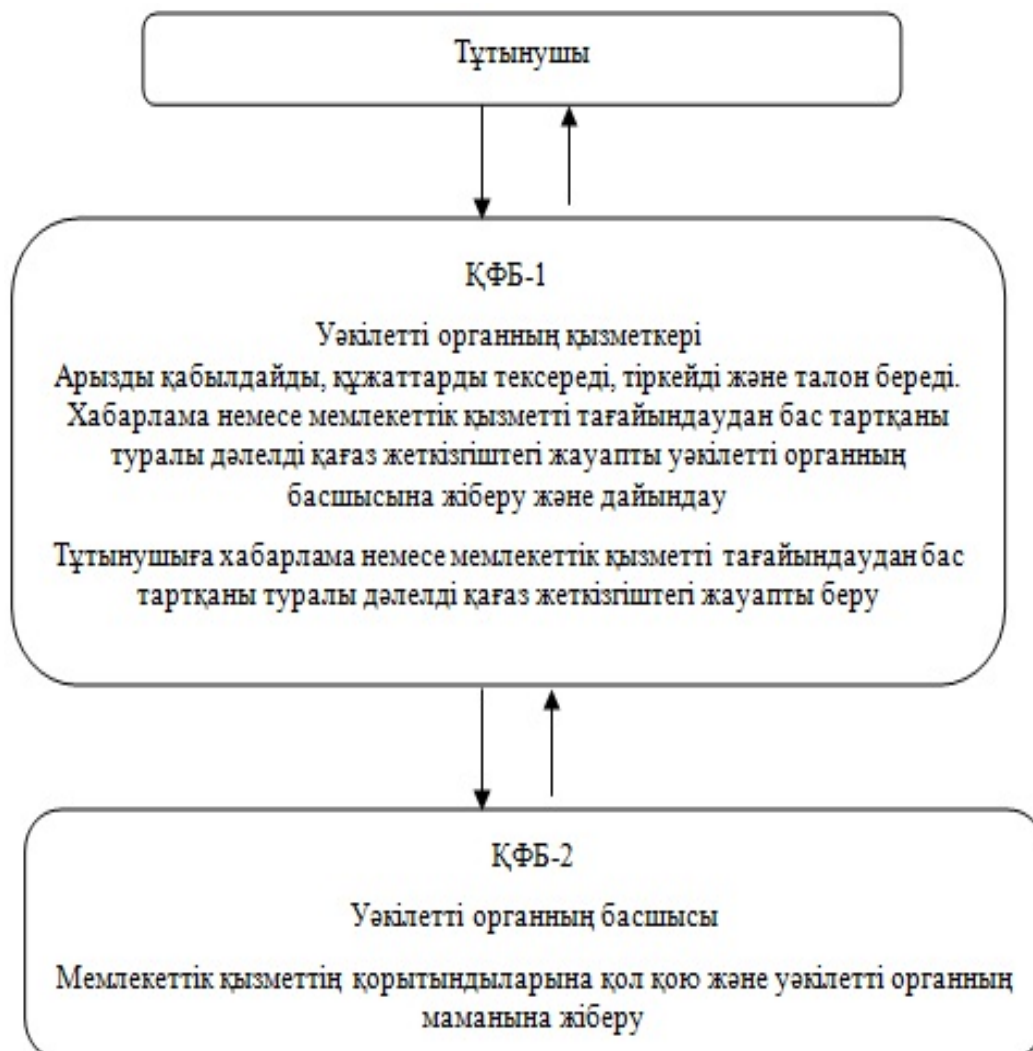 Тұтынушы
ҚФБ-1
Уәкілетті органның қызметкері
Арызды қабылдайды, құжаттарды тексереді, тіркейді және талон береді.
Хабарлама немесе мемлекеттік қызметті тағайындаудан бас тартқаны
туралы дәлелді қағаз жеткізгіштегі жауапты уәкілетті органның
басшысына жіберу және дайындау
Тұтынушыға хабарлама немесе мемлекеттік қызметті тағайындаудан бас
тартқаны туралы дәлелді қағаз жеткізгіштегі жауапты беру
ҚФБ-2
Уәкілетті органның басшысы
Мемлекеттік қызметтің қорытындыларына қол қою және уәкілетті органның
маманына жіберу